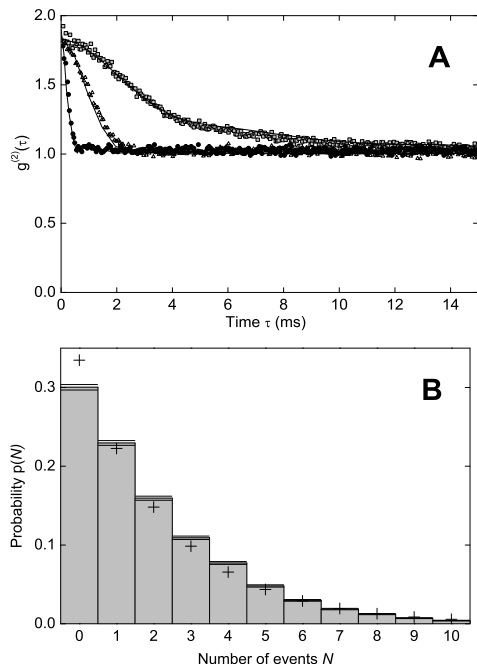 2.0
A
1.5
g⁽²⁾(τ)
1.0
0.5
0.0
0 2 4 6 8 10 12 14
Time τ (ms)
B
0.3
0.2
Probability p(N)
0.1
0.0
0 1 2 3 4 5 6 7 8 9 10
Number of events N